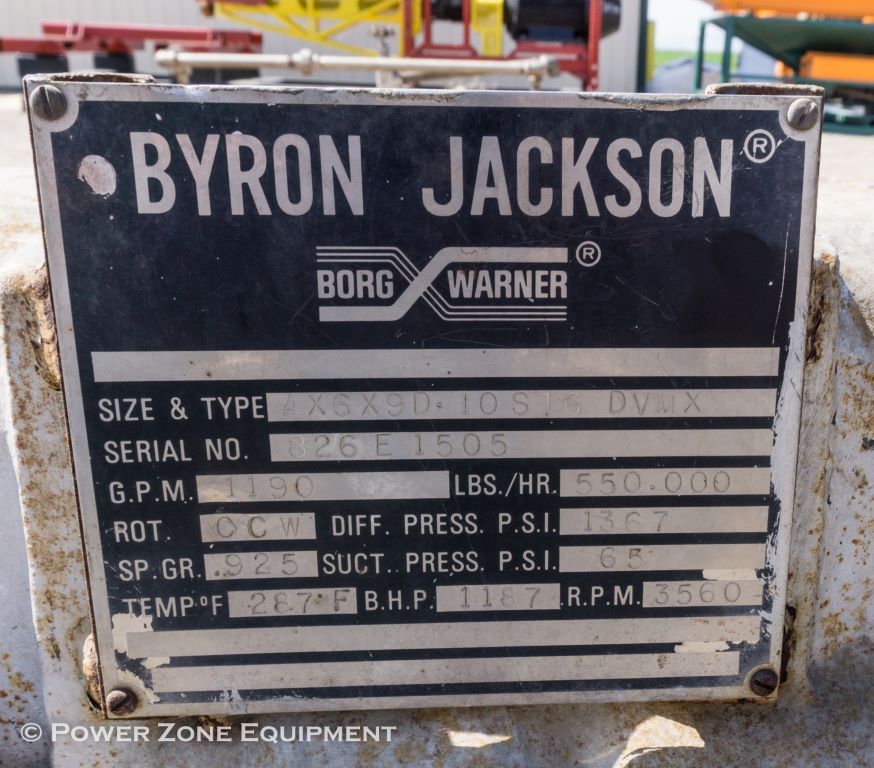 BYRON JACKSON®
BORG WARNER ®
SIZE & TYPE 4X6X9D·10STG DVMX
SERIAL NO. 826E1505
G.P.M. 1190 LBS./HR. 550.000
ROT. CCW DIFF. PRESS. P.S.I. 1367
SP.GR. .925 SUCT. PRESS. P.S.I. 65
TEMP°F 287·F B.H.P. 1187 R.P.M. 3560
© POWER ZONE EQUIPMENT